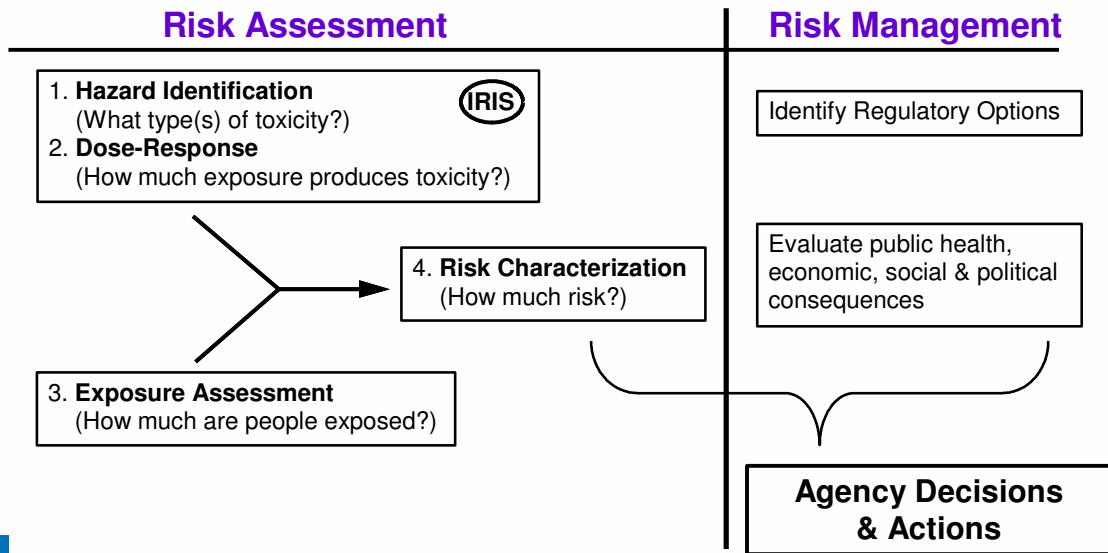 Risk Assessment
Risk Management
1. Hazard Identification
(What type(s) of toxicity?)
IRIS
2. Dose-Response
(How much exposure produces toxicity?)
4. Risk Characterization
(How much risk?)
3. Exposure Assessment
(How much are people exposed?)
Identify Regulatory Options
Evaluate public health,
economic, social & political
consequences
Agency Decisions
& Actions